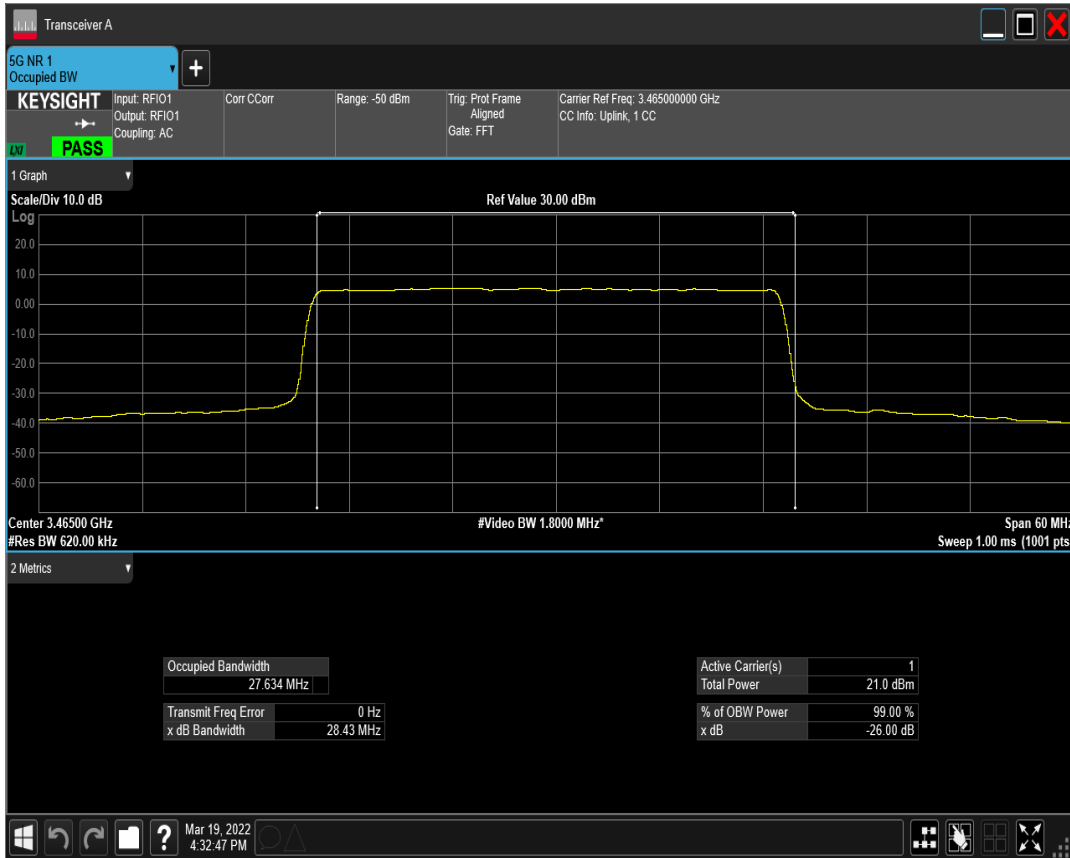 Transceiver A
5G NR 1
Occupied BW
+
KEYSIGHT
Input: RFIO1
Output: RFIO1
Coupling: AC
LXI
PASS
Corr CCorr
Range: -50 dBm
Trig: Prot Frame
Aligned
Gate: FFT
Carrier Ref Freq: 3.465000000 GHz
CC Info: Uplink, 1 CC
1 Graph
Scale/Div 10.0 dB
Ref Value 30.00 dBm
Log
20.0
10.0
0.00
-10.0
-20.0
-30.0
-40.0
-50.0
-60.0
Center 3.46500 GHz
#Video BW 1.8000 MHz*
Span 60 MHz
#Res BW 620.00 kHz
Sweep 1.00 ms (1001 pts
2 Metrics
Occupied Bandwidth
27.634 MHz
Transmit Freq Error 0 Hz
x dB Bandwidth 28.43 MHz
Active Carrier(s) 1
Total Power 21.0 dBm
% of OBW Power 99.00 %
x dB -26.00 dB
?
Mar 19, 2022
4:32:47 PM